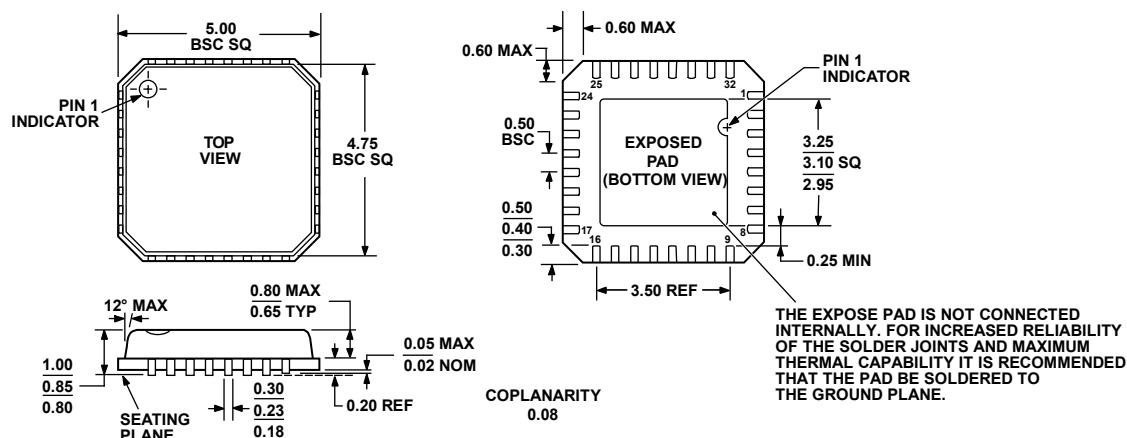 5.00
BSC SQ
PIN 1
INDICATOR
TOP
VIEW
4.75
BSC SQ
0.60 MAX
0.60 MAX
25
32
24
1
PIN 1
INDICATOR
0.50
BSC
EXPOSED
PAD
(BOTTOM VIEW)
3.25
3.10 SQ
2.95
0.50
0.40
0.30
17
16
9
8
0.25 MIN
3.50 REF
12° MAX
0.80 MAX
0.65 TYP
0.05 MAX
0.02 NOM
1.00
0.85
0.80
SEATING
PLANE
0.30
0.23
0.18
0.20 REF
COPLANARITY
0.08
THE EXPOSE PAD IS NOT CONNECTED
INTERNALLY. FOR INCREASED RELIABILITY
OF THE SOLDER JOINTS AND MAXIMUM
THERMAL CAPABILITY IT IS RECOMMENDED
THAT THE PAD BE SOLDERED TO
THE GROUND PLANE.